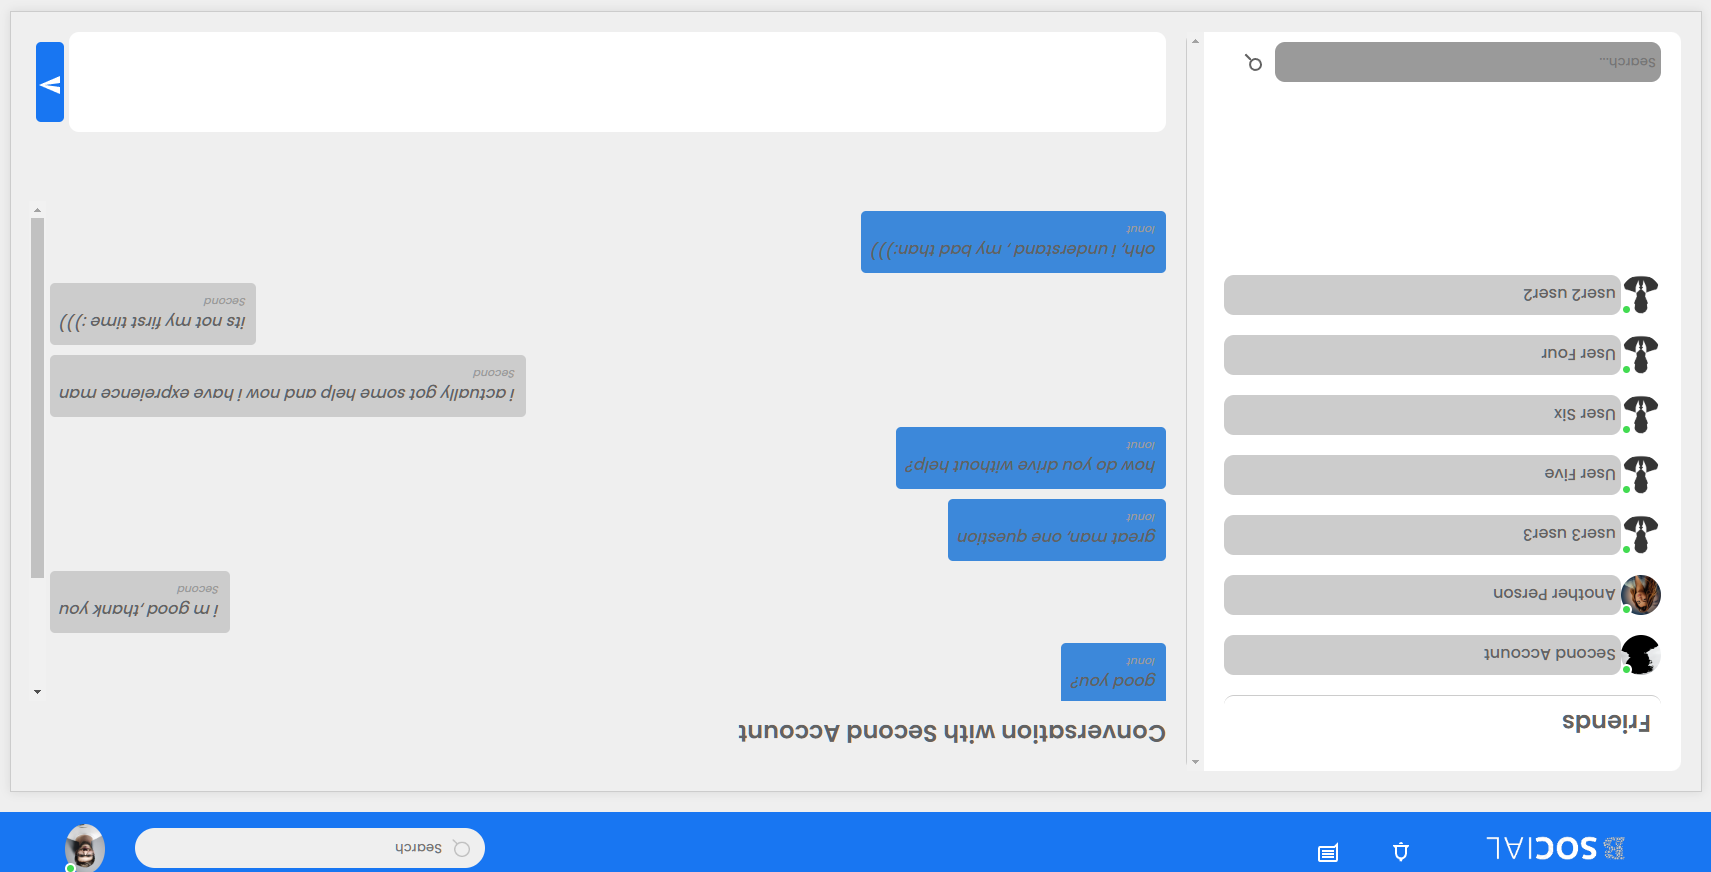 SOCIAL
Search
Friends
Second Account
Another Person
user3 user3
User Five
User Six
User Four
user2 user2
Search...
Conversation with Second Account
good you?
Ionut
i m good ,thank you
Second
great man, one question
Ionut
how do you drive without help?
Ionut
i actually got some help and now i have expreience man
Second
its not my first time :)))
Second
ohh, i understand , my bad than:)))
Ionut